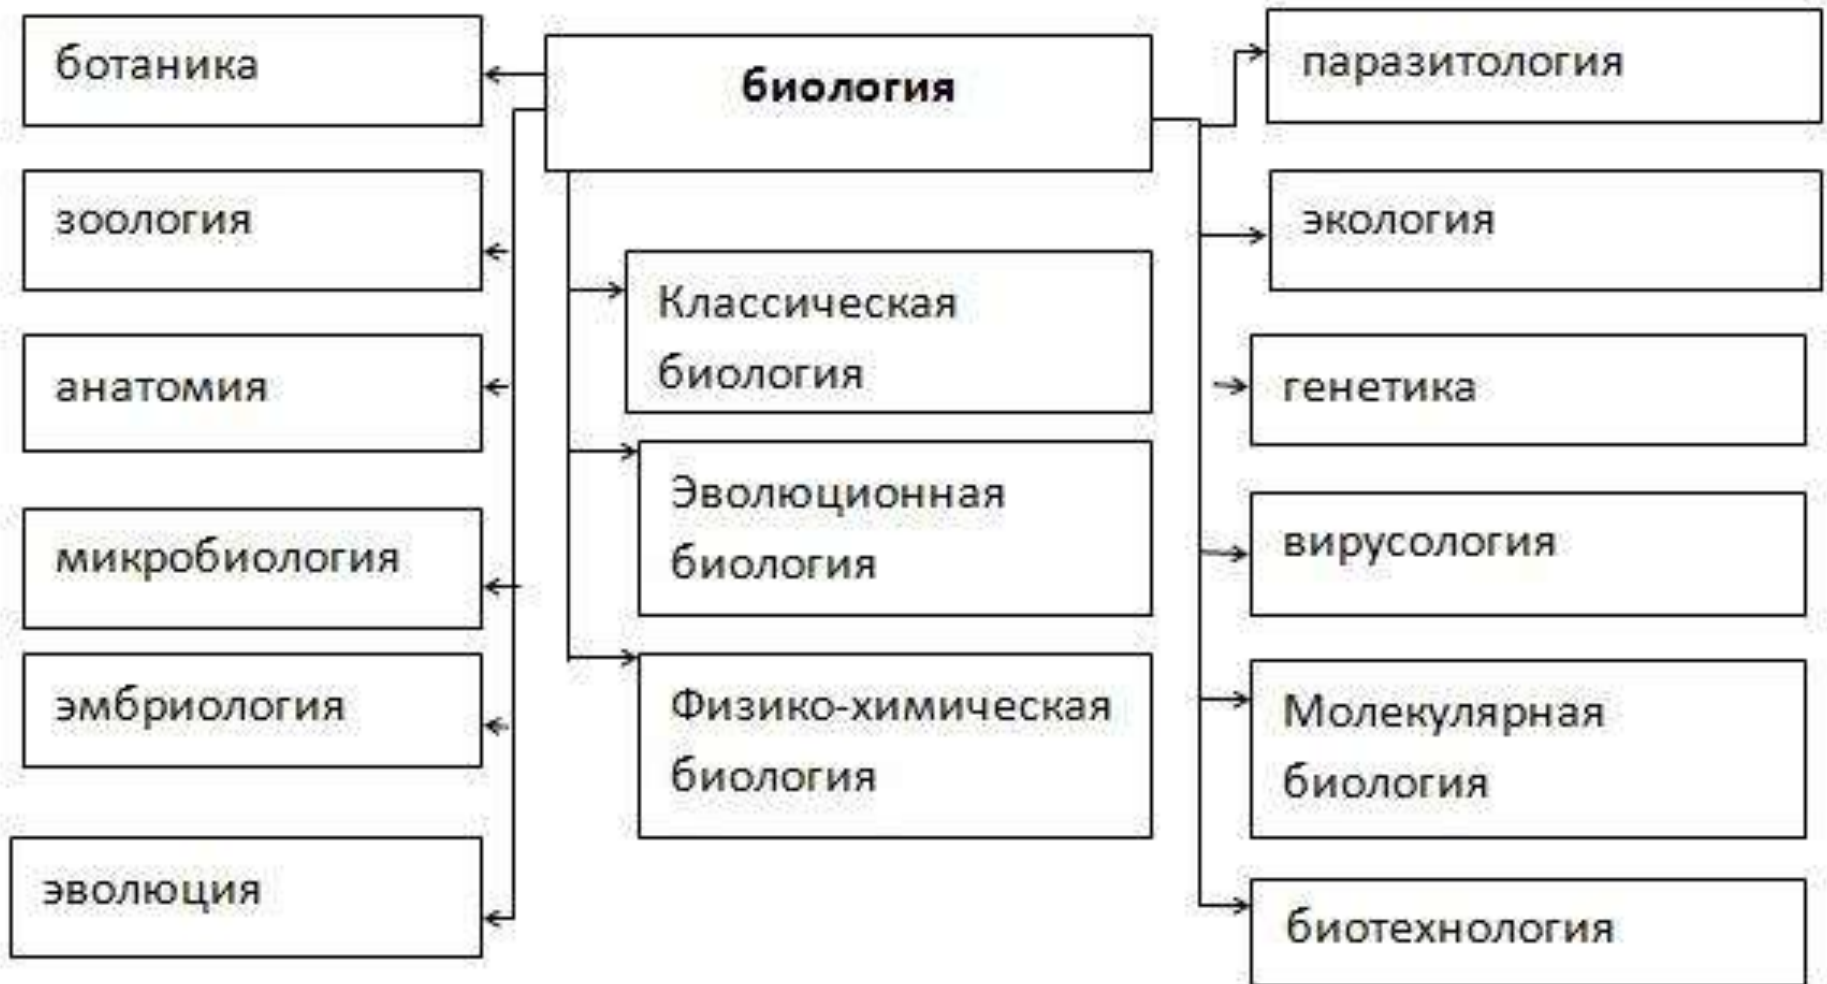 биология
ботаника
зоология
анатомия
микробиология
эмбриология
эволюция
Классическая
биология
Эволюционная
биология
Физико-химическая
биология
паразитология
экология
генетика
вирусология
Молекулярная
биология
биотехнология